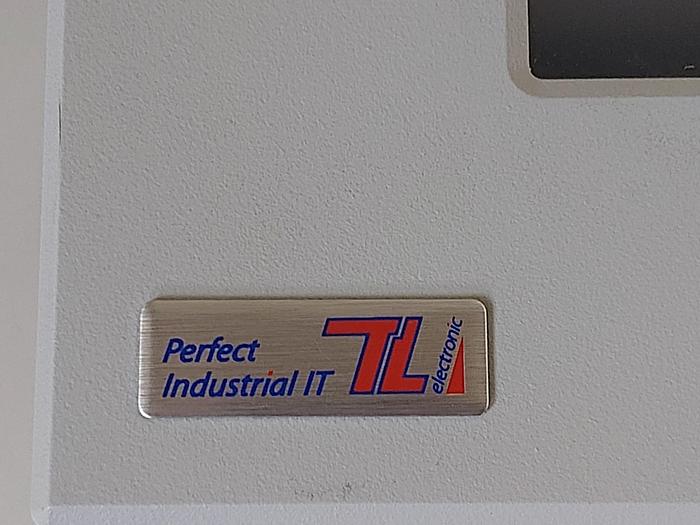 Perfect
Industrial IT
TL
electronic